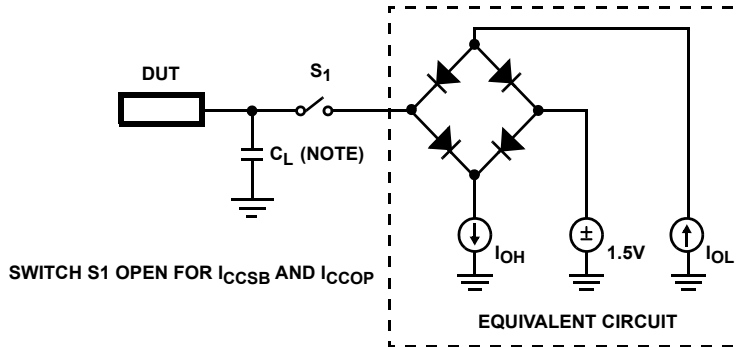 DUT
S1
CL (NOTE)
IOH
±
1.5V
IOL
SWITCH S1 OPEN FOR ICCSB AND ICCOP
EQUIVALENT CIRCUIT